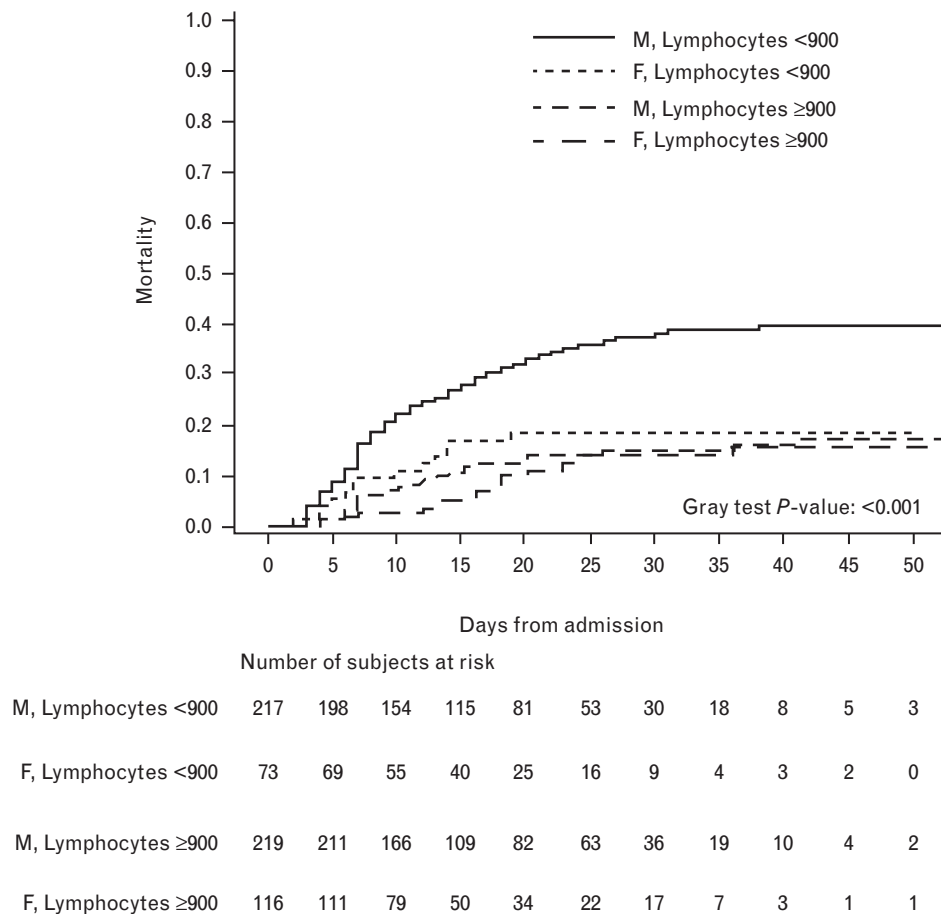 1.0
0.9
0.8
0.7
0.6
0.5
0.4
0.3
0.2
0.1
0.0
Mortality
M, Lymphocytes <900
F, Lymphocytes <900
M, Lymphocytes ≥900
F, Lymphocytes ≥900
Gray test P-value: <0.001
0 5 10 15 20 25 30 35 40 45 50
Days from admission
Number of subjects at risk
M, Lymphocytes <900 217 198 154 115 81 53 30 18 8 5 3
F, Lymphocytes <900 73 69 55 40 25 16 9 4 3 2 0
M, Lymphocytes ≥900 219 211 166 109 82 63 36 19 10 4 2
F, Lymphocytes ≥900 116 111 79 50 34 22 17 7 3 1 1